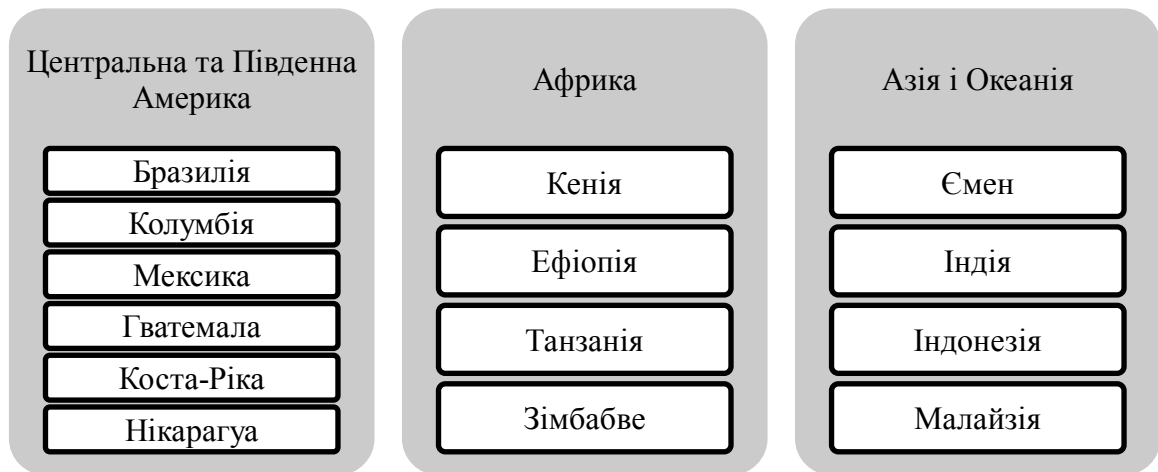 Центральна та Південна
Америка
Бразилія
Колумбія
Мексика
Гватемала
Коста-Ріка
Нікарагуа
Африка
Кенія
Ефіопія
Танзанія
Зімбабве
Азія і Океанія
Ємен
Індія
Індонезія
Малайзія